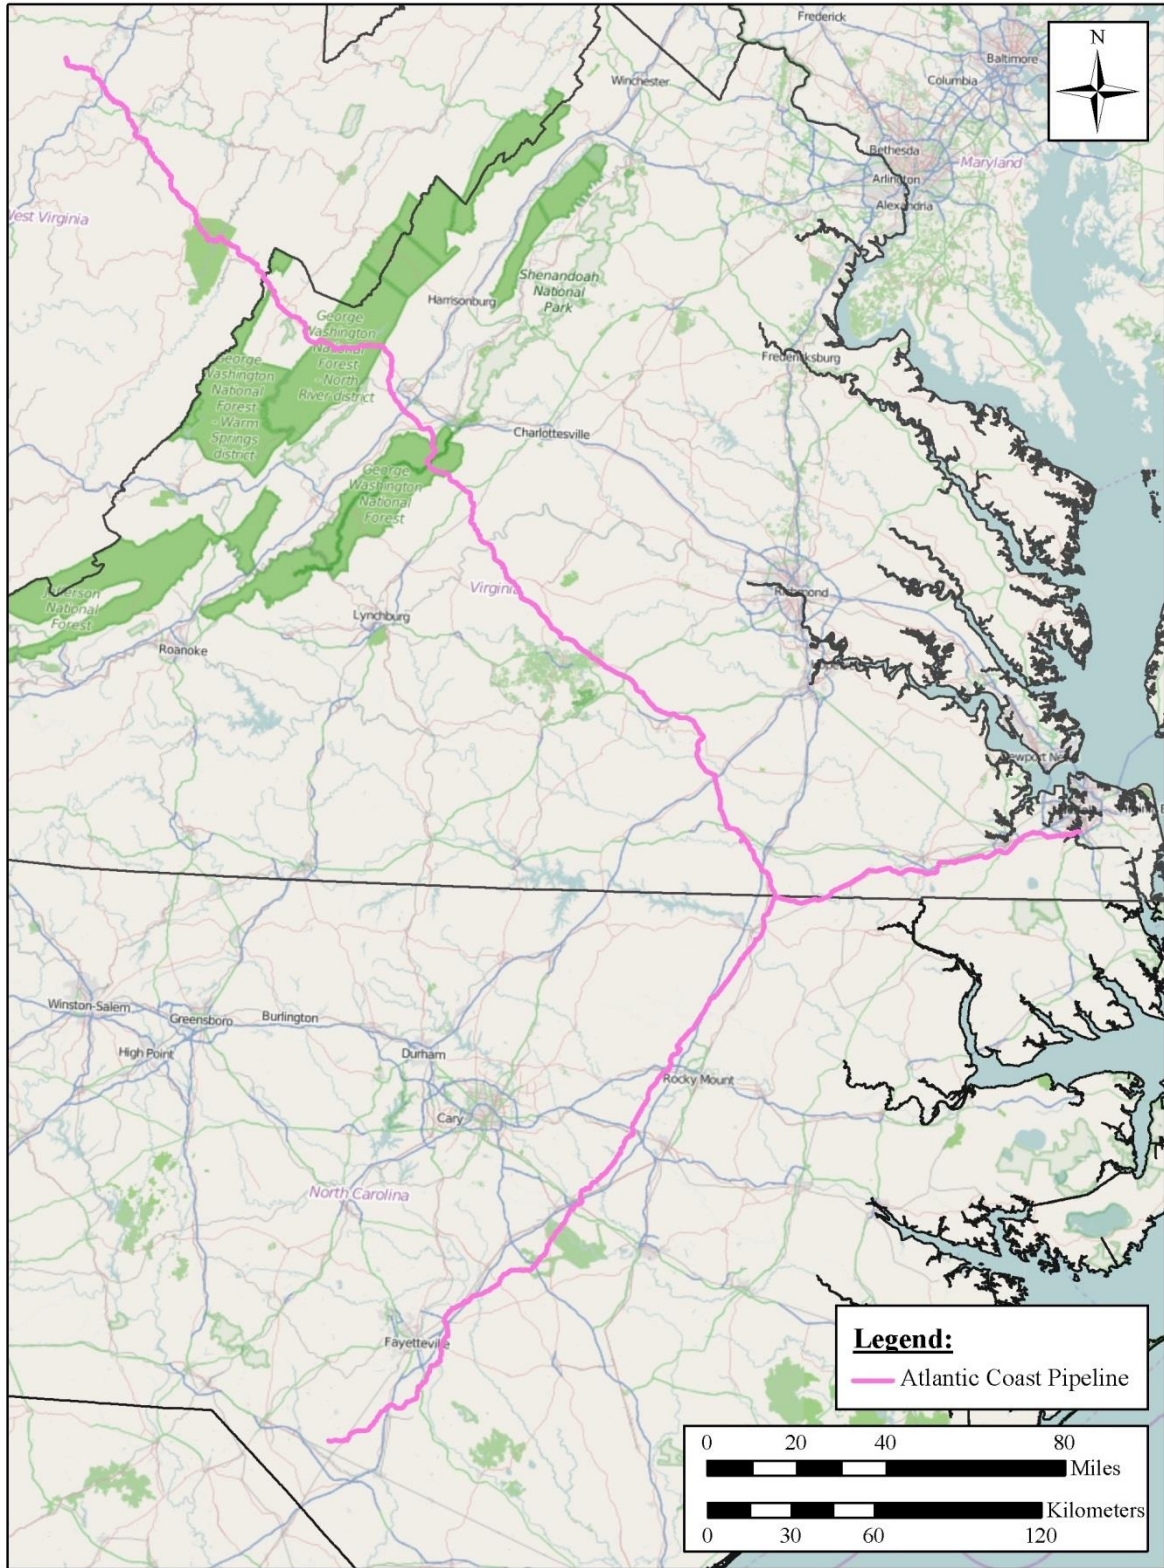 Frederick
N
Baltimore
Winchester
Columbia
Bethesda
Maryland
Arlington
Alexandria
West Virginia
Shenandoah
National
Park
Harrisonburg
George
Washington
National
Forest
- North
River district
George
Washington
National
Forest
- Warm
Springs
district
Fredericksburg
Charlottesville
George
Washington
National
Forest
Virginia
National
Forest
Richmond
Lynchburg
Roanoke
Winston-Salem
Greensboro
Burlington
High Point
Durham
Rocky Mount
Cary
North Carolina
Fayetteville
Legend:
Atlantic Coast Pipeline
0 20 40 80
Miles
Kilometers
0 30 60 120